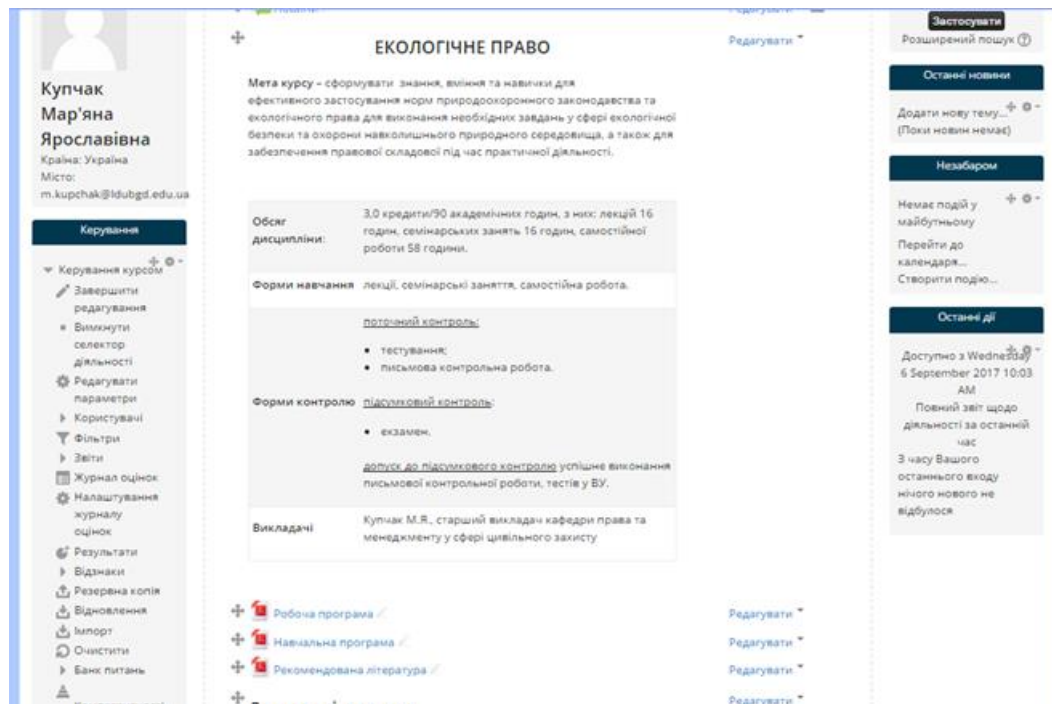 Купчак
Мар'яна
Ярославівна
Країна: Україна
Місто:
m.kupchak@ldubgd.edu.ua
Керування
Керування курсом
Завершити
редагування
Вимкнути
селектор
діяльності
Редагувати
параметри
Користувачі
Фільтри
Звіти
Журнал оцінок
Налаштування
журналу
оцінок
Результати
Відзнаки
Резервна копія
Відновлення
Імпорт
Очистити
Банк питань
ЕКОЛОГІЧНЕ ПРАВО
Редагувати
Мета курсу – сформувати знання, вміння та навички для
ефективного застосування норм природоохоронного законодавства та
екологічного права для виконання необхідних завдань у сфері екологічної
безпеки та охорони навколишнього природного середовища, а також для
забезпечення правової складової під час практичної діяльності.
Обсяг
дисципліни:
3,0 кредити/90 академічних годин, з них: лекцій 16
годин, семінарських занять 16 годин, самостійної
роботи 58 години.
Форми навчання
лекції, семінарські заняття, самостійна робота.
Форми контролю
поточний контроль:
• тестування;
• письмова контрольна робота.
підсумковий контроль:
• екзамен.
допуск до підсумкового контролю успішне виконання
письмової контрольної роботи, тестів у ВУ.
Викладачі
Купчак М.Я., старший викладач кафедри права та
менеджменту у сфері цивільного захисту
Робоча програма
Редагувати
Навчальна програма
Редагувати
Рекомендована література
Редагувати
Редагувати
Застосувати
Розширений пошук
Останні новини
Додати нову тему...
(Поки новин немає)
Незабаром
Немає подій у
майбутньому
Перейти до
календаря...
Створити подію...
Останні дії
Доступно з Wednesday
6 September 2017 10:03
AM
Повний звіт щодо
діяльності за останній
час
З часу Вашого
останнього входу
нічого нового не
відбулося